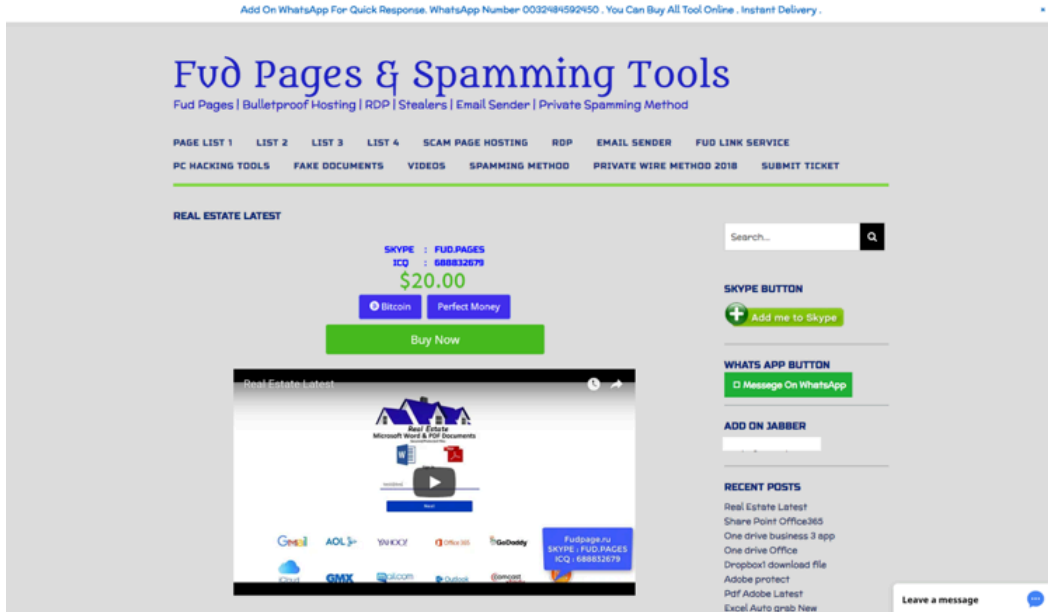 Add On WhatsApp For Quick Response. WhatsApp Number 0032484592450 . You Can Buy All Tool Online . Instant Delivery .
Fud Pages & Spamming Tools
Fud Pages | Bulletproof Hosting | RDP | Stealers | Email Sender | Private Spamming Method
PAGE LIST 1 LIST 2 LIST 3 LIST 4 SCAM PAGE HOSTING RDP EMAIL SENDER FUD LINK SERVICE
PC HACKING TOOLS FAKE DOCUMENTS VIDEOS SPAMMING METHOD PRIVATE WIRE METHOD 2018 SUBMIT TICKET
REAL ESTATE LATEST
SKYPE : FUD.PAGES
ICQ : 688832679
$20.00
Bitcoin Perfect Money
Buy Now
Real Estate Latest
Real Estate
Microsoft Word & PDF Documents
Next
Gmail AOL YAHOO! Office 365 GoDaddy
iCloud GMX mail.com Outlook comcast
Fudpage.ru
SKYPE : FUD.PAGES
ICQ : 688832679
Search...
SKYPE BUTTON
Add me to Skype
WHATS APP BUTTON
Messege On WhatsApp
ADD ON JABBER
RECENT POSTS
Real Estate Latest
Share Point Office365
One drive business 3 app
One drive Office
Dropbox1 download file
Adobe protect
Pdf Adobe Latest
Excel Auto grab New
Leave a message